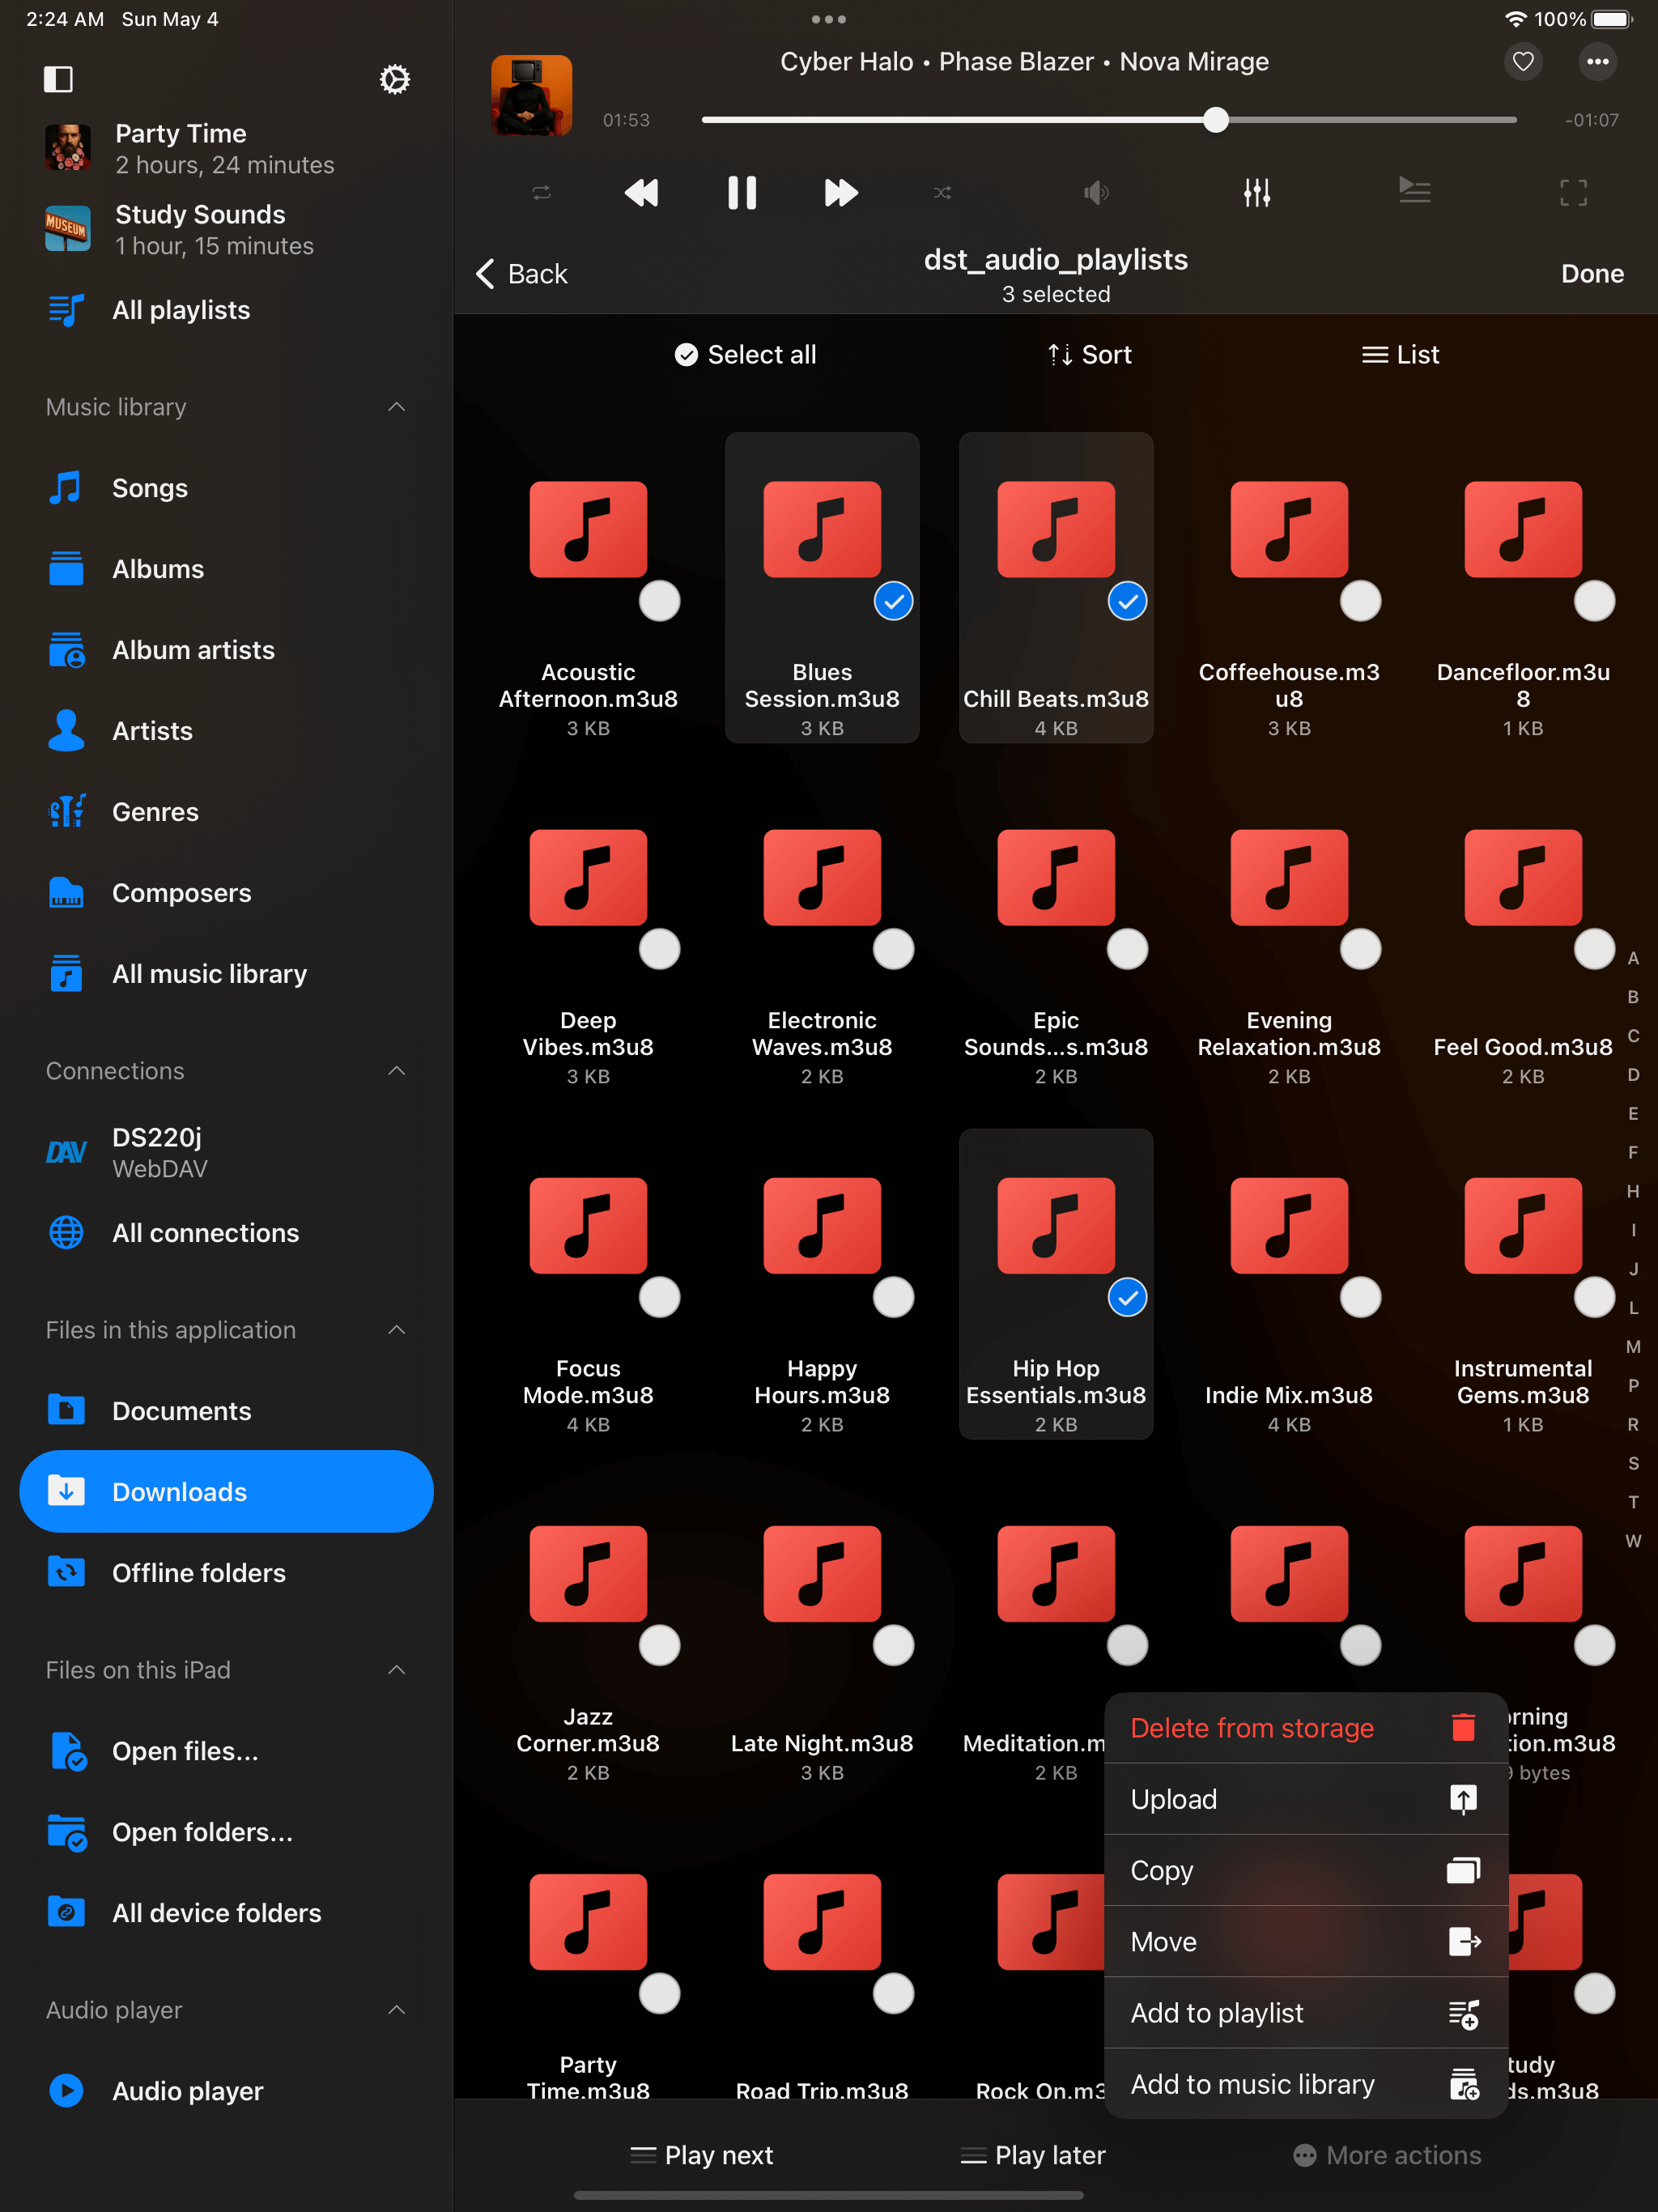 2:24 AM Sun May 4
100%
Party Time
2 hours, 24 minutes
MUSEUM
Study Sounds
1 hour, 15 minutes
All playlists
Music library
Songs
Albums
Album artists
Artists
Genres
Composers
All music library
Connections
DAV
DS220j
WebDAV
All connections
Files in this application
Documents
Downloads
Offline folders
Files on this iPad
Open files...
Open folders...
All device folders
Audio player
Audio player
Cyber Halo • Phase Blazer • Nova Mirage
01:53
-01:07
Back
dst_audio_playlists
3 selected
Done
Select all
Sort
List
Acoustic
Afternoon.m3u8
3 KB
Blues
Session.m3u8
3 KB
Chill Beats.m3u8
4 KB
Coffeehouse.m3
u8
3 KB
Dancefloor.m3u
8
1 KB
Deep
Vibes.m3u8
3 KB
Electronic
Waves.m3u8
2 KB
Epic
Sounds...s.m3u8
2 KB
Evening
Relaxation.m3u8
2 KB
Feel Good.m3u8
2 KB
Focus
Mode.m3u8
4 KB
Happy
Hours.m3u8
2 KB
Hip Hop
Essentials.m3u8
2 KB
Indie Mix.m3u8
4 KB
Instrumental
Gems.m3u8
1 KB
Jazz
Corner.m3u8
2 KB
Late Night.m3u8
3 KB
Meditation.m
2 KB
rning
ion.m3u8
bytes
Party
Time.m3u8
Road Trip.m3u8
Rock On.m3
tudy
ds.m3u8
A
B
C
D
E
F
H
I
J
L
M
P
R
S
T
W
Delete from storage
Upload
Copy
Move
Add to playlist
Add to music library
Play next
Play later
More actions